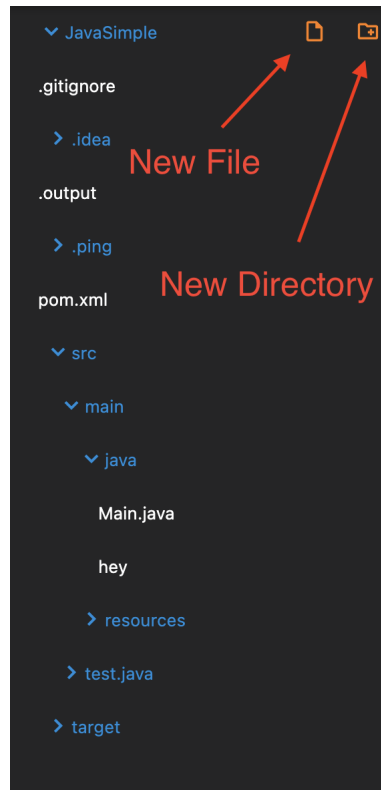 JavaSimple
.gitignore
.idea
New File
.output
.ping
New Directory
pom.xml
src
main
java
Main.java
hey
resources
test.java
target